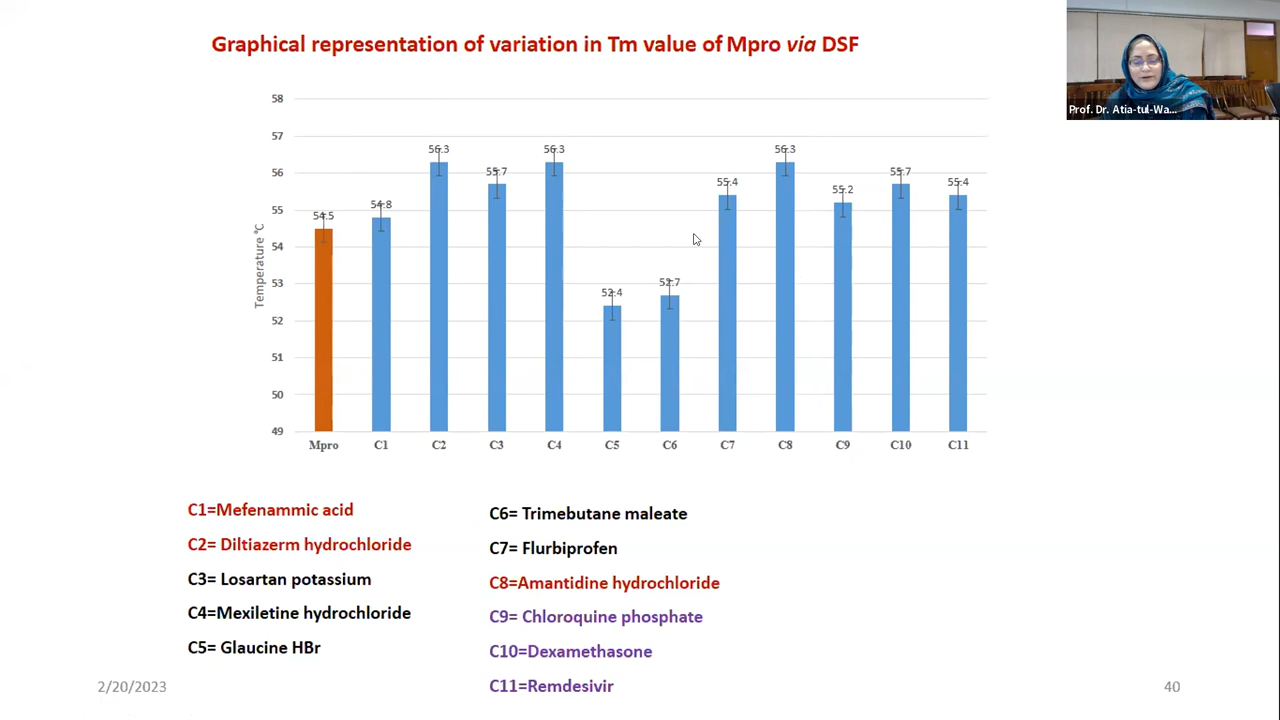 Graphical representation of variation in Tm value of Mpro via DSF
Prof. Dr. Atia-tul-Wa...
58
57
56
55
54
53
52
51
50
49
Temperature °C
54.5
54.8
56.3
55.7
56.3
52.4
52.7
55.4
56.3
55.2
55.7
55.4
Mpro C1 C2 C3 C4 C5 C6 C7 C8 C9 C10 C11
C1=Mefenammic acid
C2= Diltiazerm hydrochloride
C3= Losartan potassium
C4=Mexiletine hydrochloride
C5= Glaucine HBr
C6= Trimebutane maleate
C7= Flurbiprofen
C8=Amantidine hydrochloride
C9= Chloroquine phosphate
C10=Dexamethasone
C11=Remdesivir
2/20/2023
40